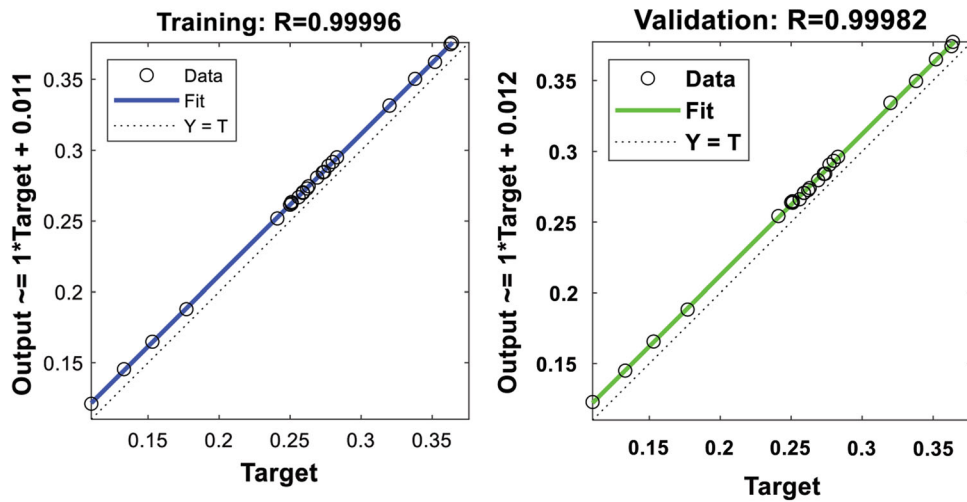 Training: R=0.99996
Output ~= 1*Target + 0.011
0.35
0.3
0.25
0.2
0.15
Data
Fit
Y = T
0.15
0.2
0.25
0.3
0.35
Target
Validation: R=0.99982
Output ~= 1*Target + 0.012
0.35
0.3
0.25
0.2
0.15
Data
Fit
Y = T
0.15
0.2
0.25
0.3
0.35
Target